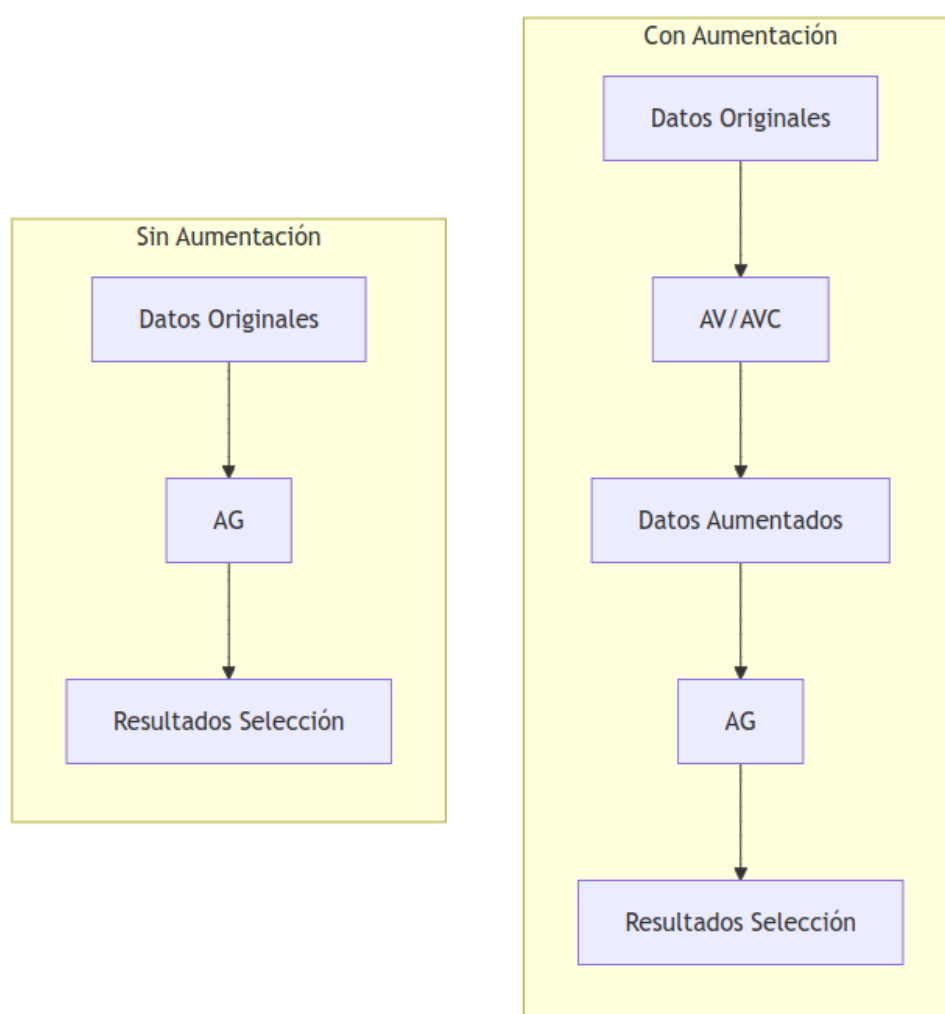 Sin Aumentación
Datos Originales
AG
Resultados Selección
Con Aumentación
Datos Originales
AV/AVC
Datos Aumentados
AG
Resultados Selección